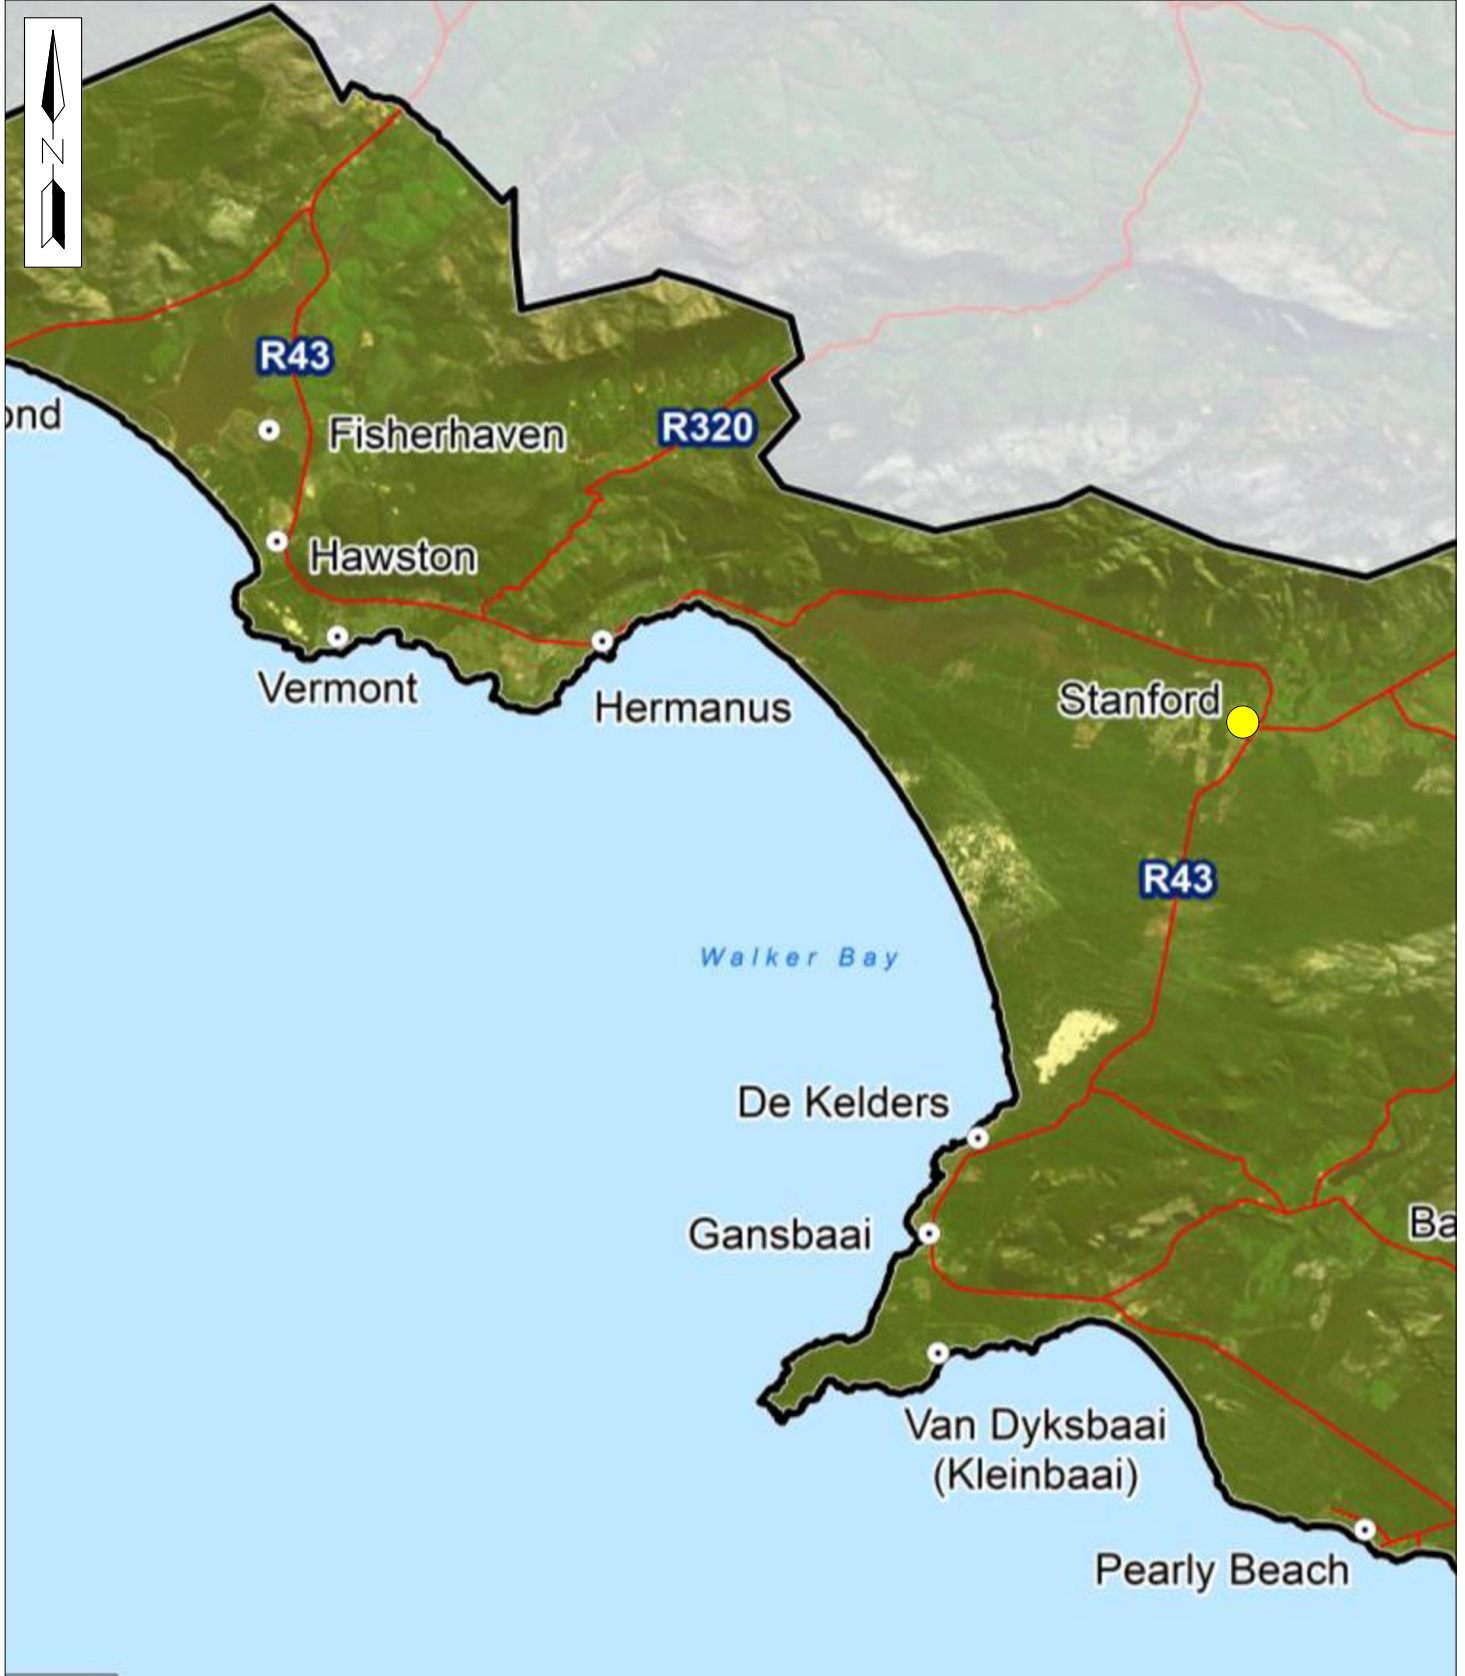 N
R43
ond
Fisherhaven
R320
Hawston
Vermont
Hermanus
Stanford
R43
Walker Bay
De Kelders
Gansbaai
Ba
Van Dyksbaai
(Kleinbaai)
Pearly Beach